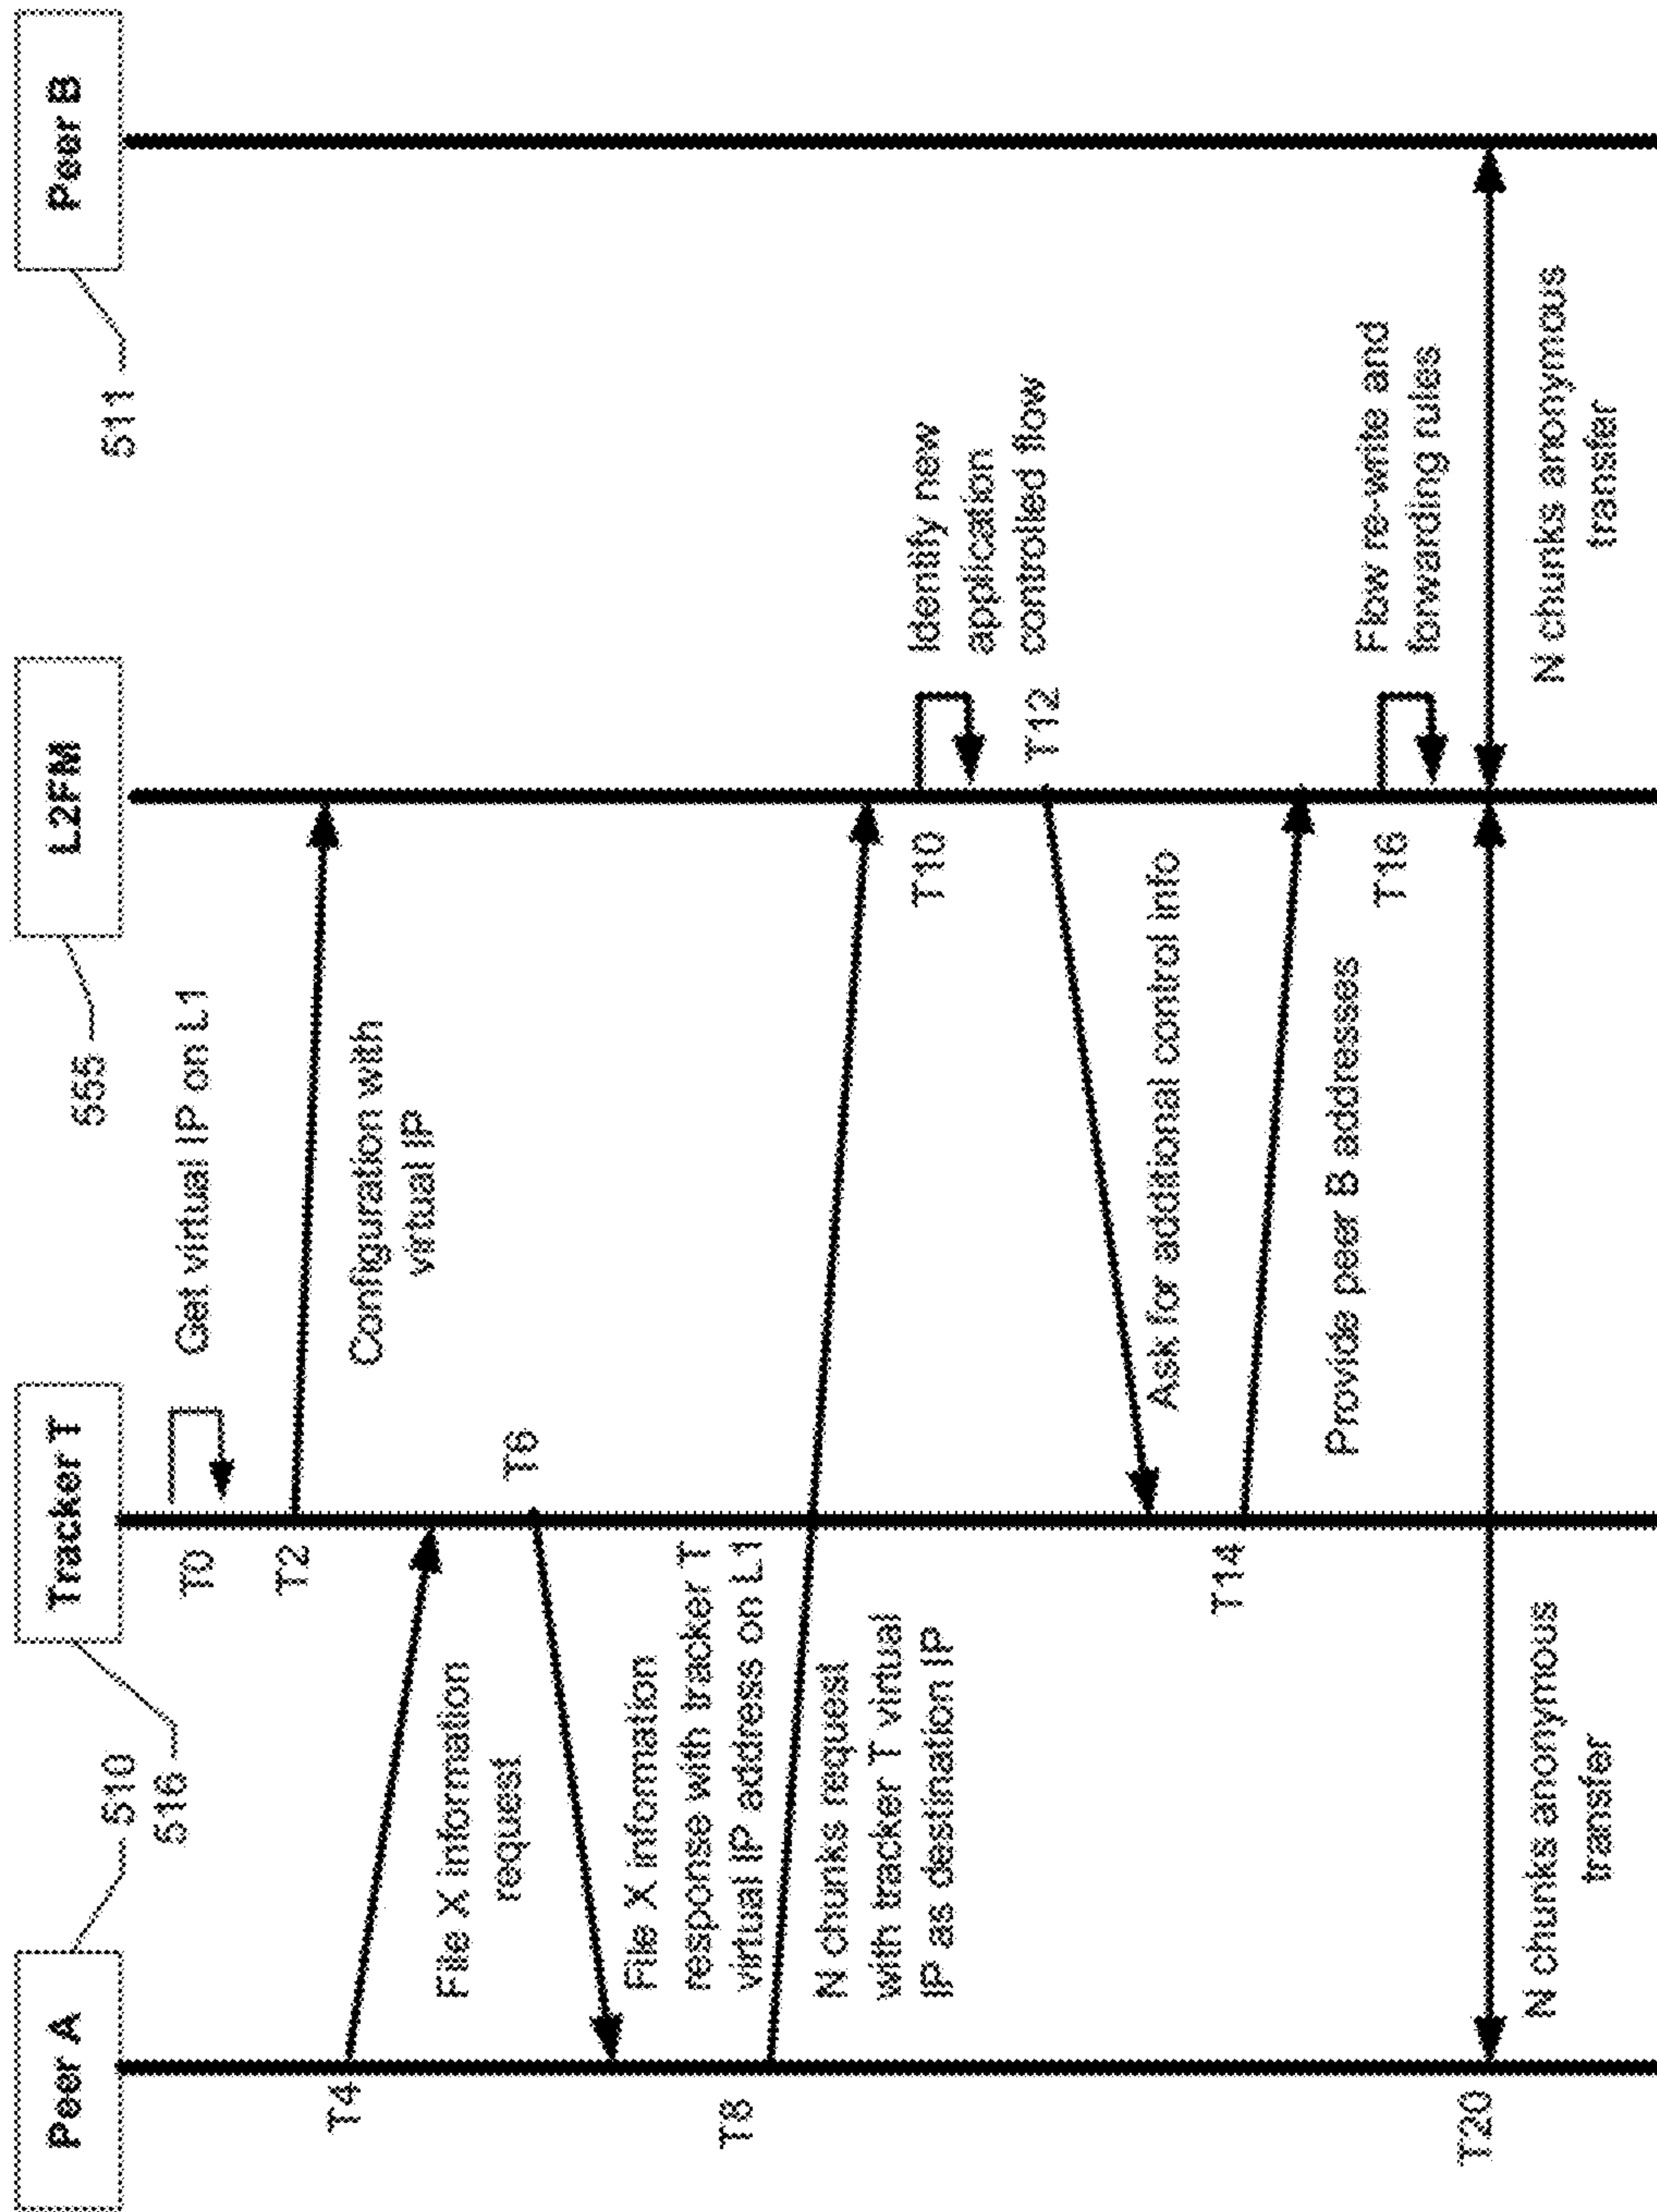 Peer A
Tracker T
L2FM
Peer B
510
516
555
511
T0
Get virtual IP on L1
T2
Configuration with
virtual IP
T4
File X information
request
T6
File X information
response with tracker T
virtual IP address on L1
T8
N chunks request
with tracker T virtual
IP as destination IP
T10
Identify new
application
controlled flow
T12
Ask for additional control info
T14
Provide peer B addresses
T16
Flow re-write and
forwarding rules
T20
N chunks anonymous
transfer
N chunks anonymous
transfer